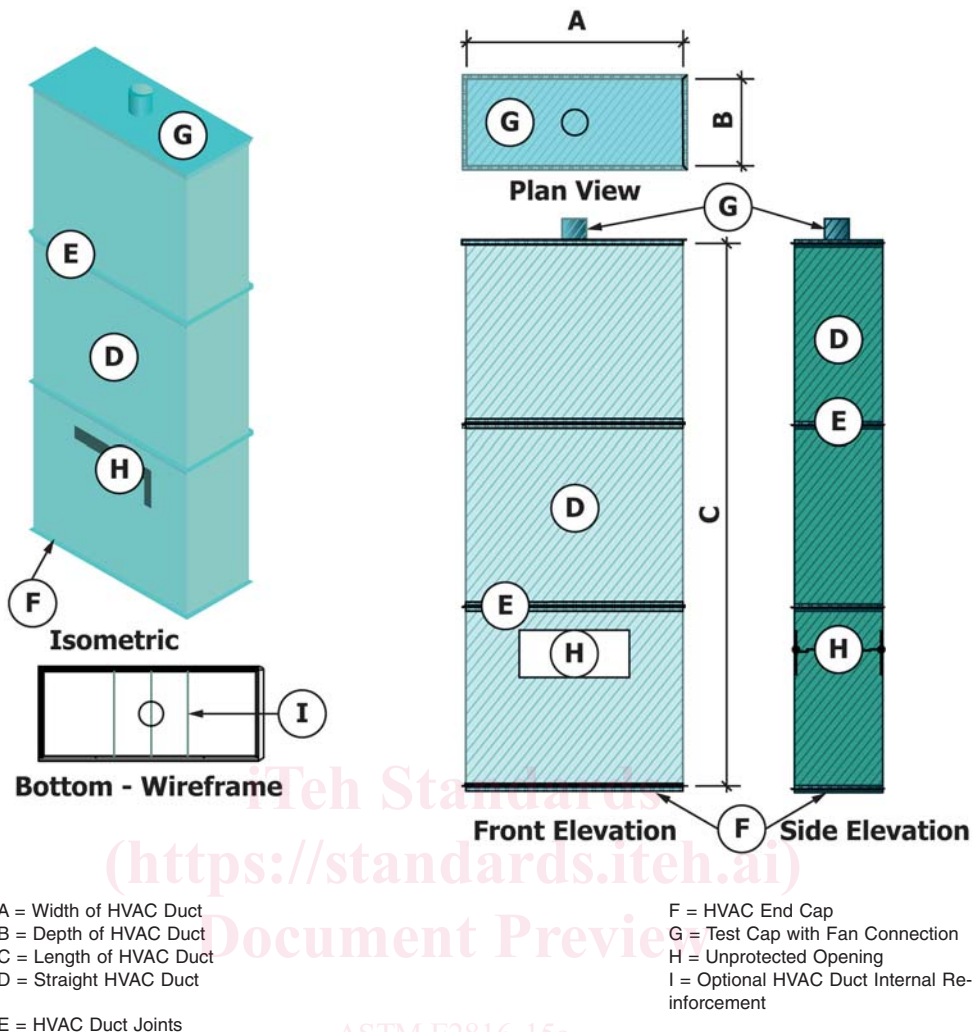 A
G
B
Plan View
G
G
E
D
H
F
Isometric
I
Bottom - Wireframe
D
E
H
C
Front Elevation
D
E
H
F
Side Elevation
iTeh Standards
(https://standards.iteh.ai)
Document Preview
A = Width of HVAC Duct
B = Depth of HVAC Duct
C = Length of HVAC Duct
D = Straight HVAC Duct
E = HVAC Duct Joints
F = HVAC End Cap
G = Test Cap with Fan Connection
H = Unprotected Opening
I = Optional HVAC Duct Internal Re-
inforcement